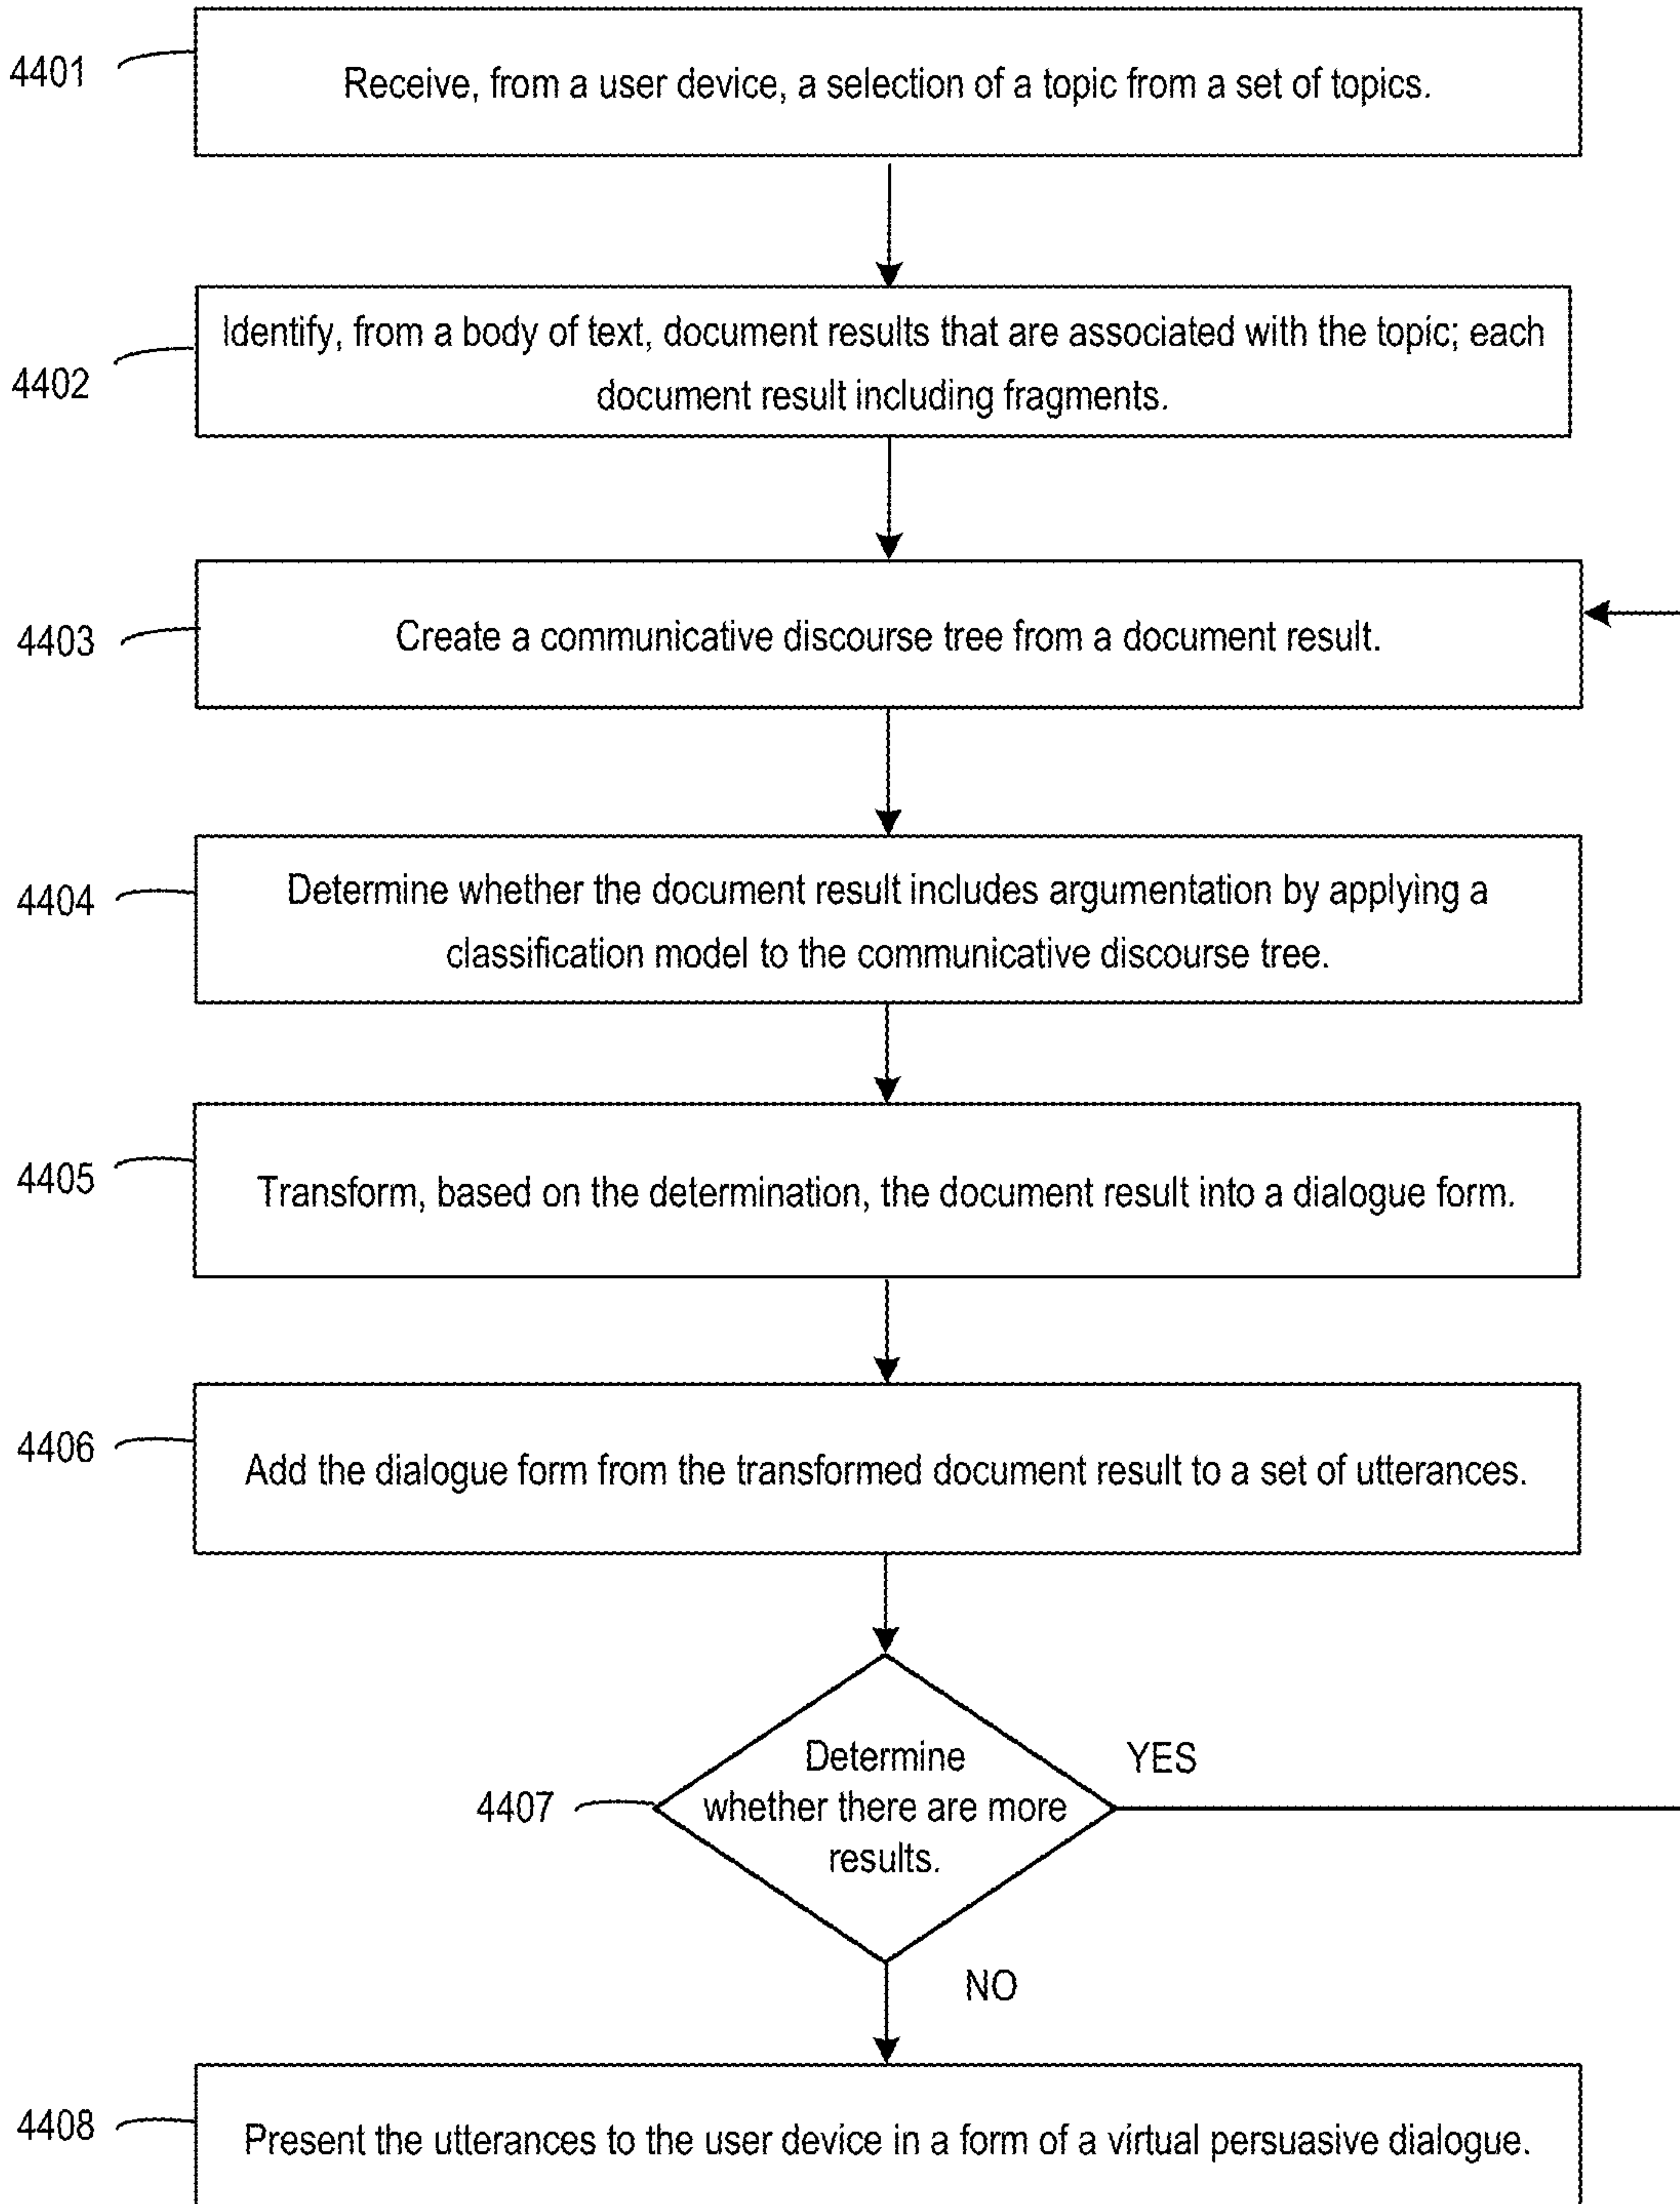 4401
Receive, from a user device, a selection of a topic from a set of topics.
4402
Identify, from a body of text, document results that are associated with the topic; each
document result including fragments.
4403
Create a communicative discourse tree from a document result.
4404
Determine whether the document result includes argumentation by applying a
classification model to the communicative discourse tree.
4405
Transform, based on the determination, the document result into a dialogue form.
4406
Add the dialogue form from the transformed document result to a set of utterances.
4407
Determine
whether there are more
results.
YES
NO
4408
Present the utterances to the user device in a form of a virtual persuasive dialogue.